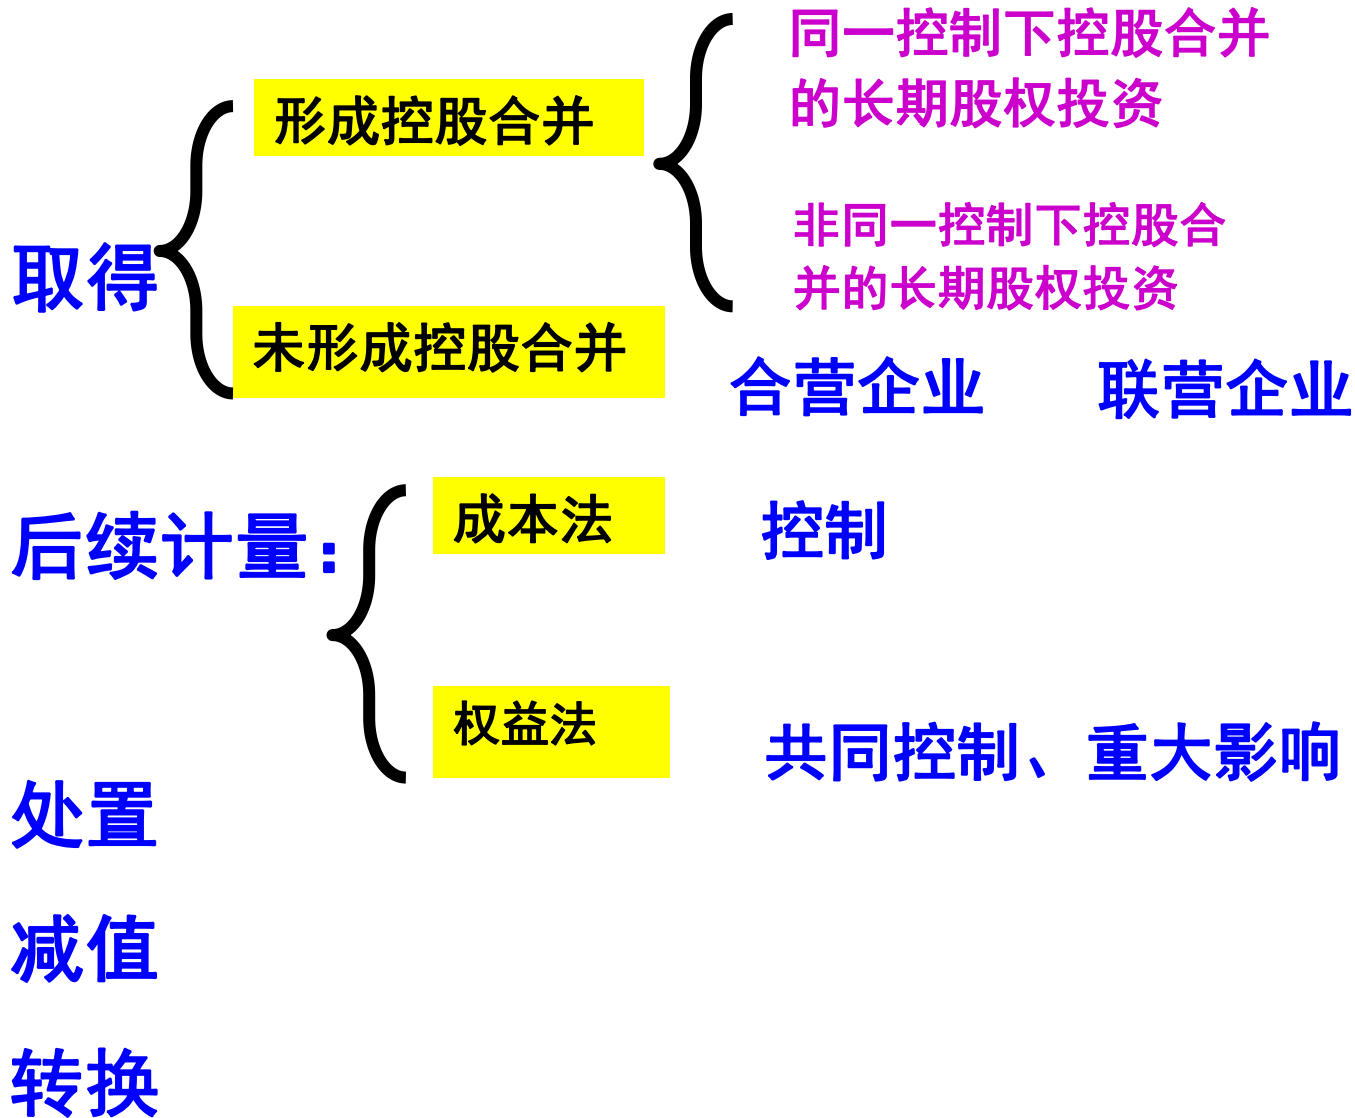 同一控制下控股合并
的长期股权投资
形成控股合并
非同一控制下控股合
并的长期股权投资
取得
未形成控股合并
合营企业 联营企业
后续计量：
成本法 控制
权益法 共同控制、重大影响
处置
减值
转换